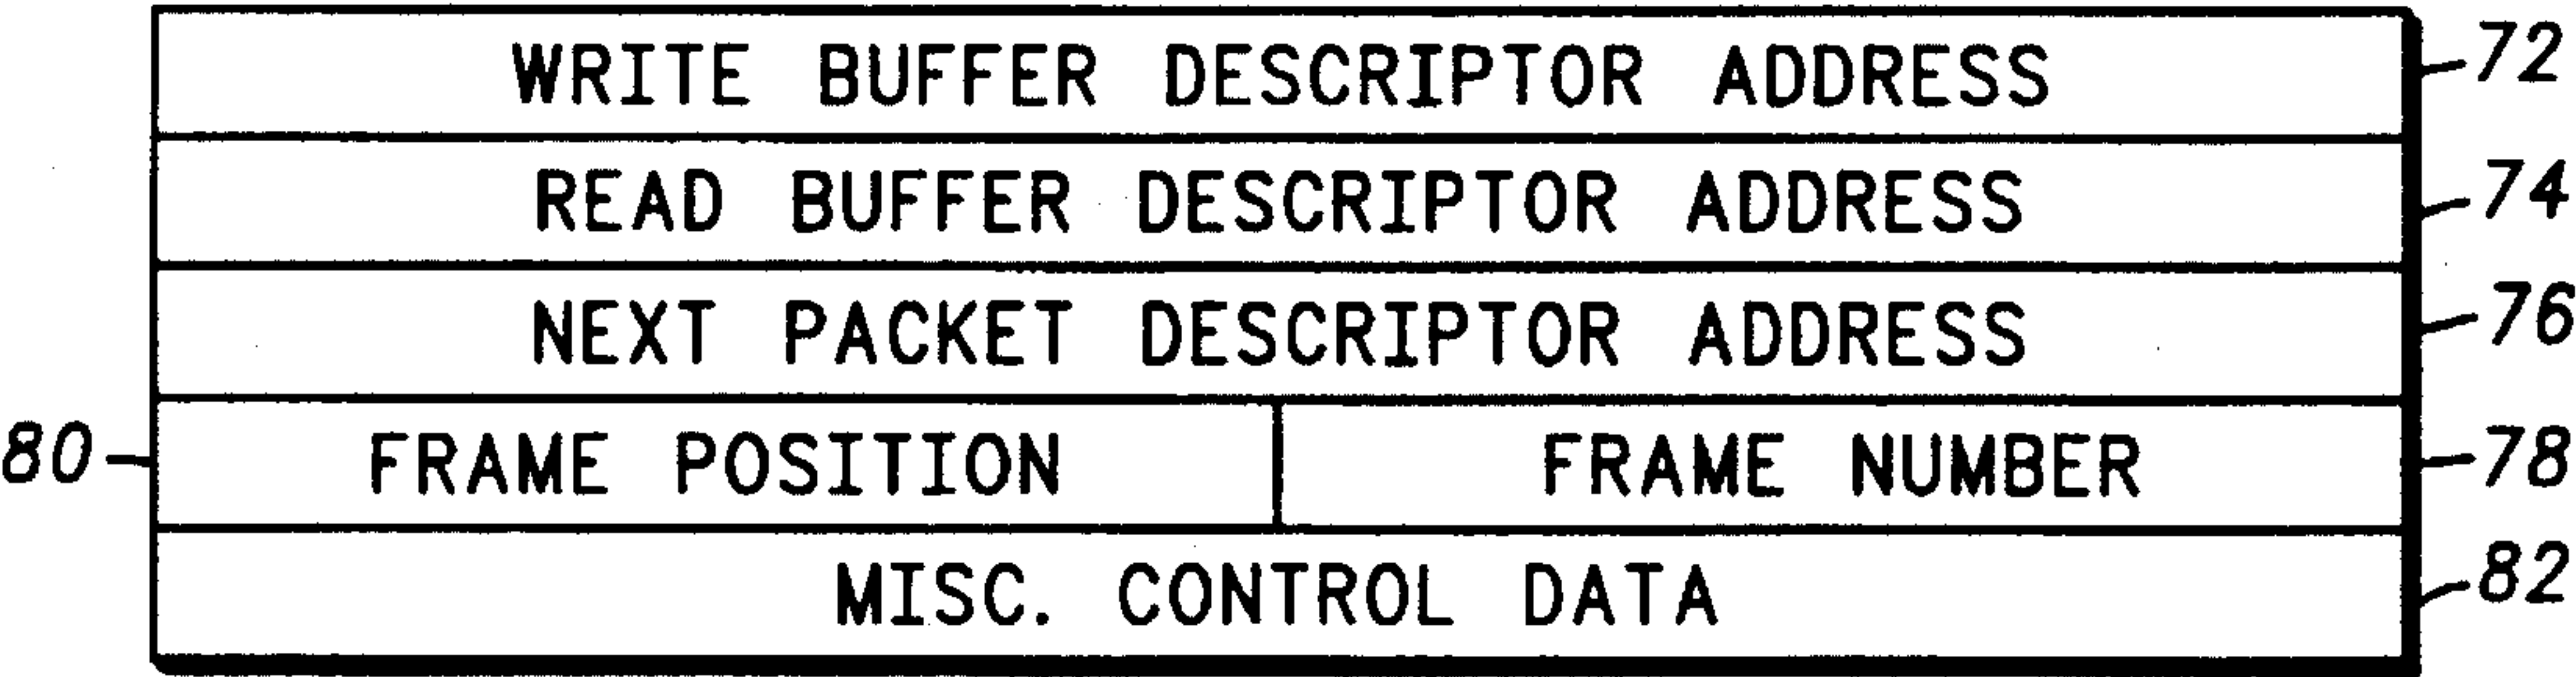 WRITE BUFFER DESCRIPTOR ADDRESS 72
READ BUFFER DESCRIPTOR ADDRESS 74
NEXT PACKET DESCRIPTOR ADDRESS 76
80 FRAME POSITION FRAME NUMBER 78
MISC. CONTROL DATA 82